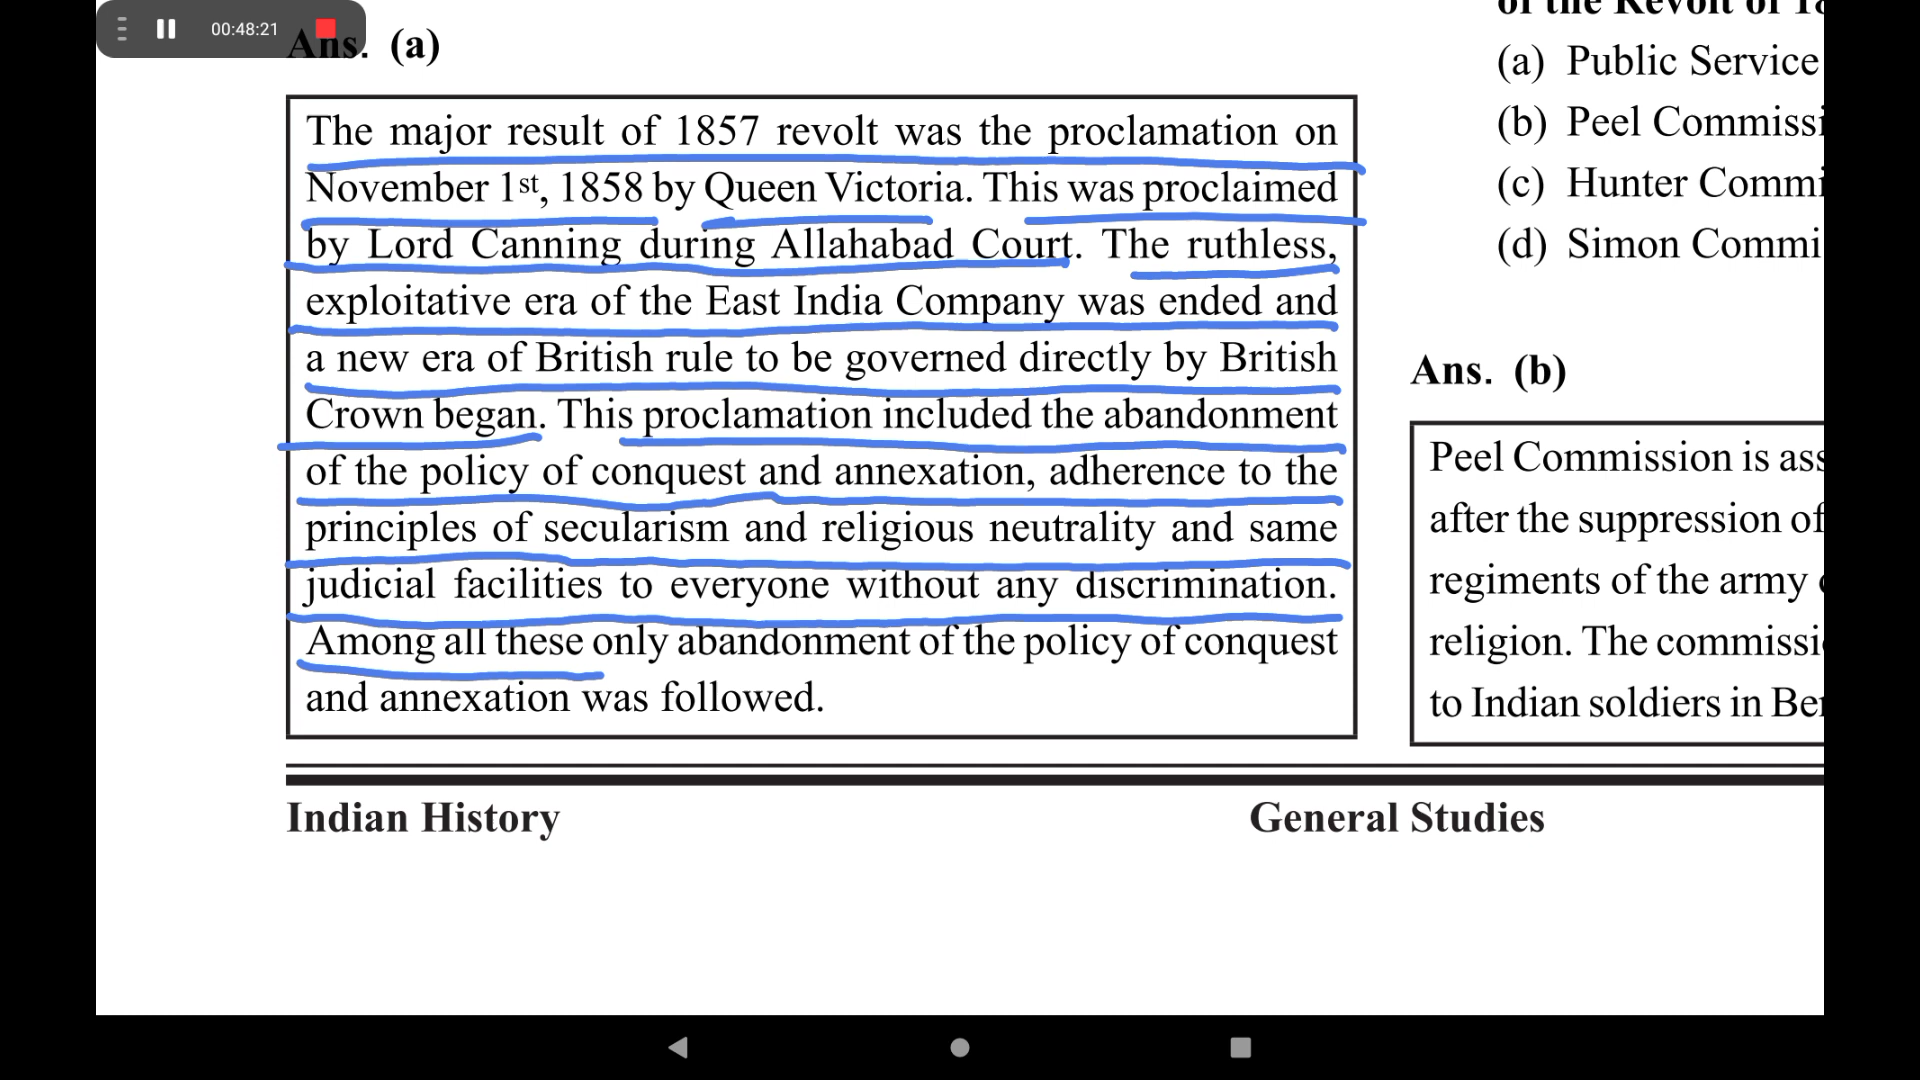 00:48:21
Ans. (a)
The major result of 1857 revolt was the proclamation on
November 1st, 1858 by Queen Victoria. This was proclaimed
by Lord Canning during Allahabad Court. The ruthless,
exploitative era of the East India Company was ended and
a new era of British rule to be governed directly by British
Crown began. This proclamation included the abandonment
of the policy of conquest and annexation, adherence to the
principles of secularism and religious neutrality and same
judicial facilities to everyone without any discrimination.
Among all these only abandonment of the policy of conquest
and annexation was followed.
of the Revolt of
(a) Public Service
(b) Peel
(c) Hunter
(d) Simon
Ans. (b)
Peel Commission is
after the suppression of
regiments of the army
religion. The
to Indian soldiers in
Indian History
General Studies